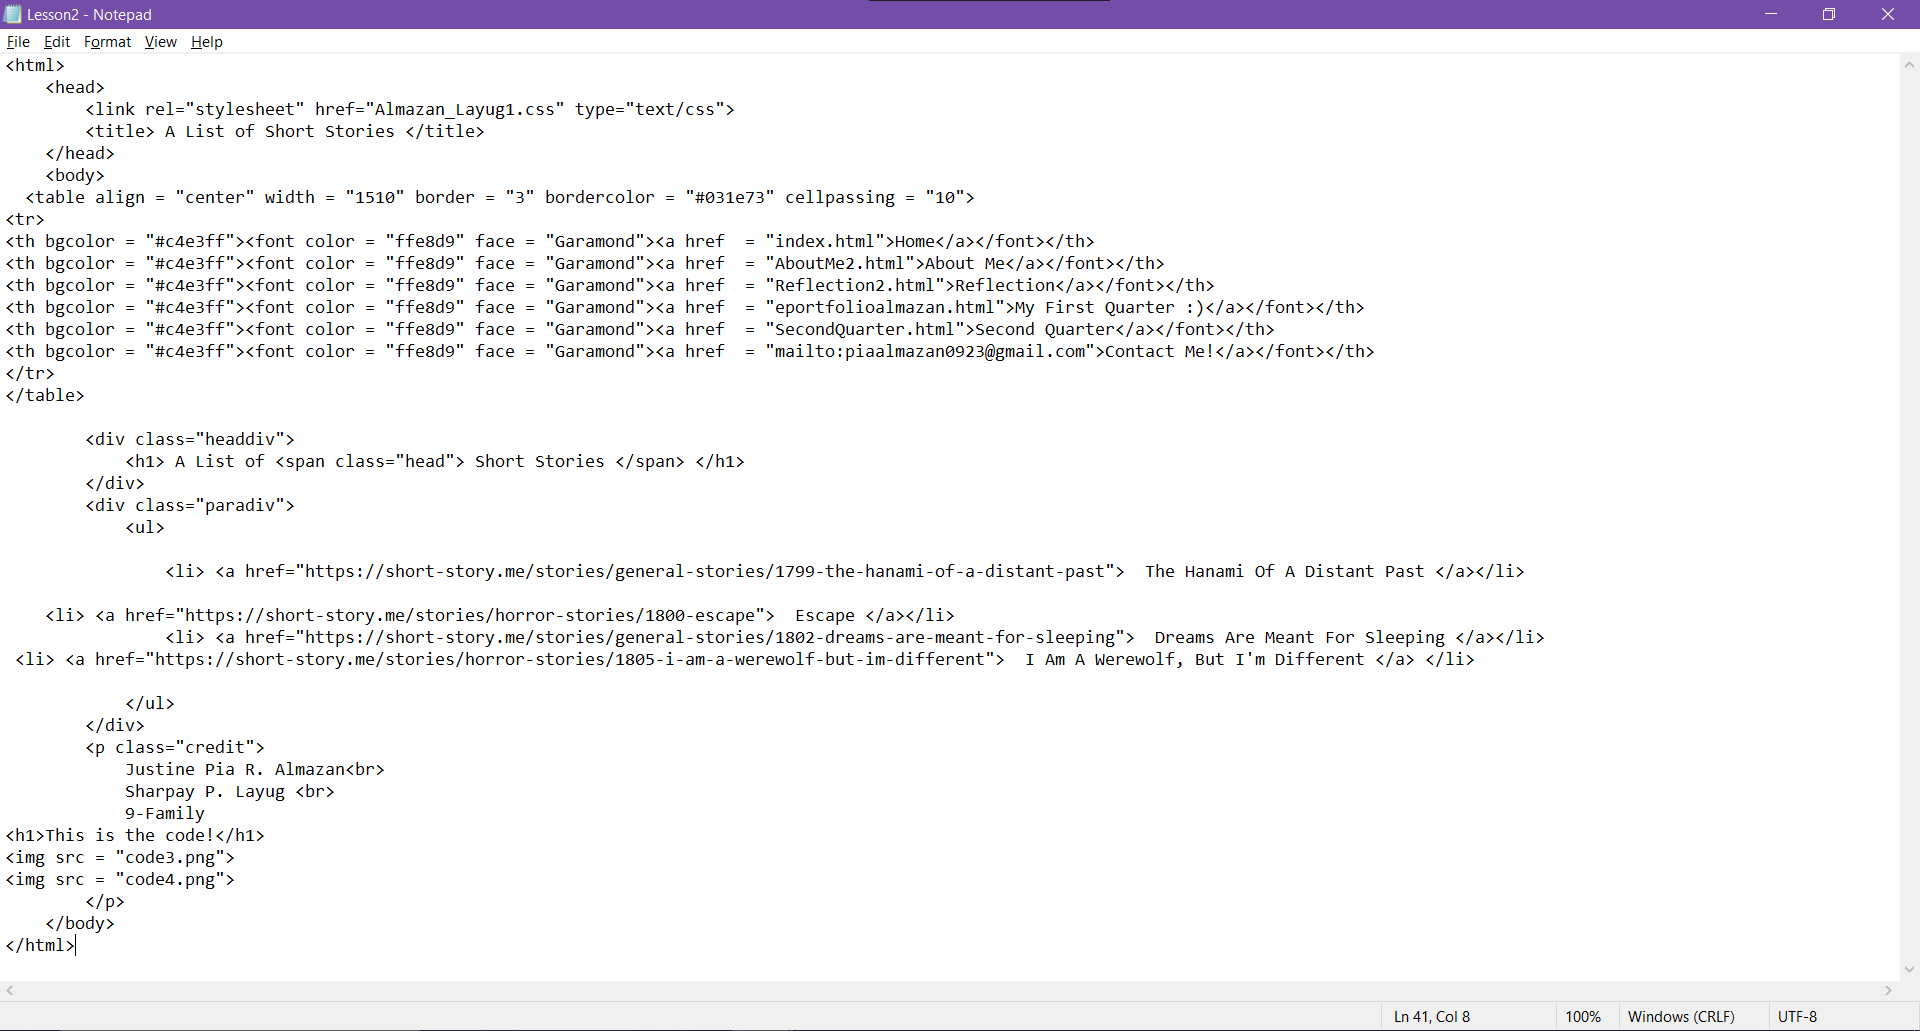 Lesson2 - Notepad
File Edit Format View Help
<html>
    <head>
        <link rel="stylesheet" href="Almazan_Layug1.css" type="text/css">
        <title> A List of Short Stories </title>
    </head>
    <body>
  <table align = "center" width = "1510" border = "3" bordercolor = "#031e73" cellpassing = "10">
<tr>
<th bgcolor = "#c4e3ff"><font color = "ffe8d9" face = "Garamond"><a href  = "index.html">Home</a></font></th>
<th bgcolor = "#c4e3ff"><font color = "ffe8d9" face = "Garamond"><a href  = "AboutMe2.html">About Me</a></font></th>
<th bgcolor = "#c4e3ff"><font color = "ffe8d9" face = "Garamond"><a href  = "Reflection2.html">Reflection</a></font></th>
<th bgcolor = "#c4e3ff"><font color = "ffe8d9" face = "Garamond"><a href  = "eportfolioalmazan.html">My First Quarter :)</a></font></th>
<th bgcolor = "#c4e3ff"><font color = "ffe8d9" face = "Garamond"><a href  = "SecondQuarter.html">Second Quarter</a></font></th>
<th bgcolor = "#c4e3ff"><font color = "ffe8d9" face = "Garamond"><a href  = "mailto:piaalmazan0923@gmail.com">Contact Me!</a></font></th>
</tr>
</table>
        <div class="headdiv">
            <h1> A List of <span class="head"> Short Stories </span> </h1>
        </div>
        <div class="paradiv">
            <ul>
                <li> <a href="https://short-story.me/stories/general-stories/1799-the-hanami-of-a-distant-past">  The Hanami Of A Distant Past </a></li>
    <li> <a href="https://short-story.me/stories/horror-stories/1800-escape">  Escape </a></li>
                <li> <a href="https://short-story.me/stories/general-stories/1802-dreams-are-meant-for-sleeping">  Dreams Are Meant For Sleeping </a></li>
 <li> <a href="https://short-story.me/stories/horror-stories/1805-i-am-a-werewolf-but-im-different">  I Am A Werewolf, But I'm Different </a> </li>
            </ul>
        </div>
        <p class="credit">
            Justine Pia R. Almazan<br>
            Sharpay P. Layug <br>
            9-Family
<h1>This is the code!</h1>
<img src = "code3.png">
<img src = "code4.png">
        </p>
    </body>
</html>
Ln 41, Col 8 100% Windows (CRLF) UTF-8